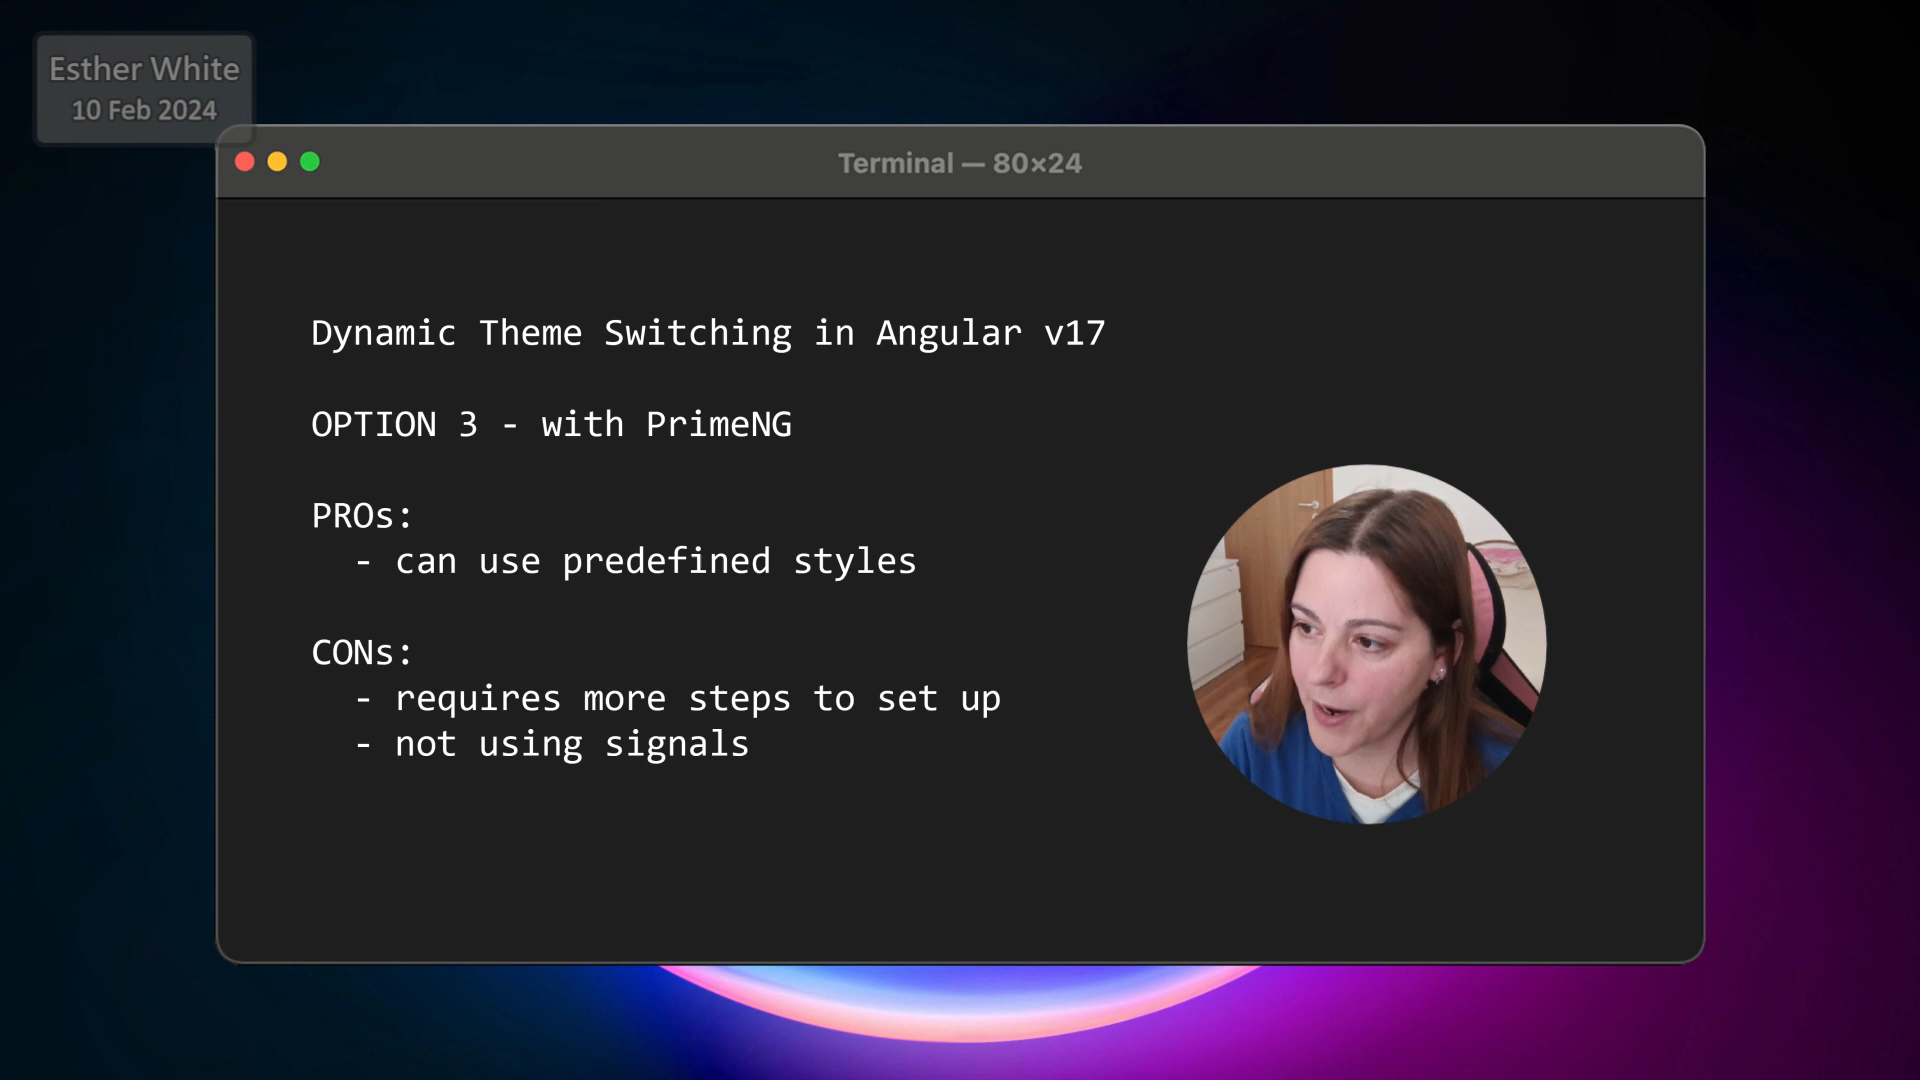 Esther White
10 Feb 2024
Terminal — 80×24
Dynamic Theme Switching in Angular v17
OPTION 3 - with PrimeNG
PROs:
- can use predefined styles
CONs:
- requires more steps to set up
- not using signals